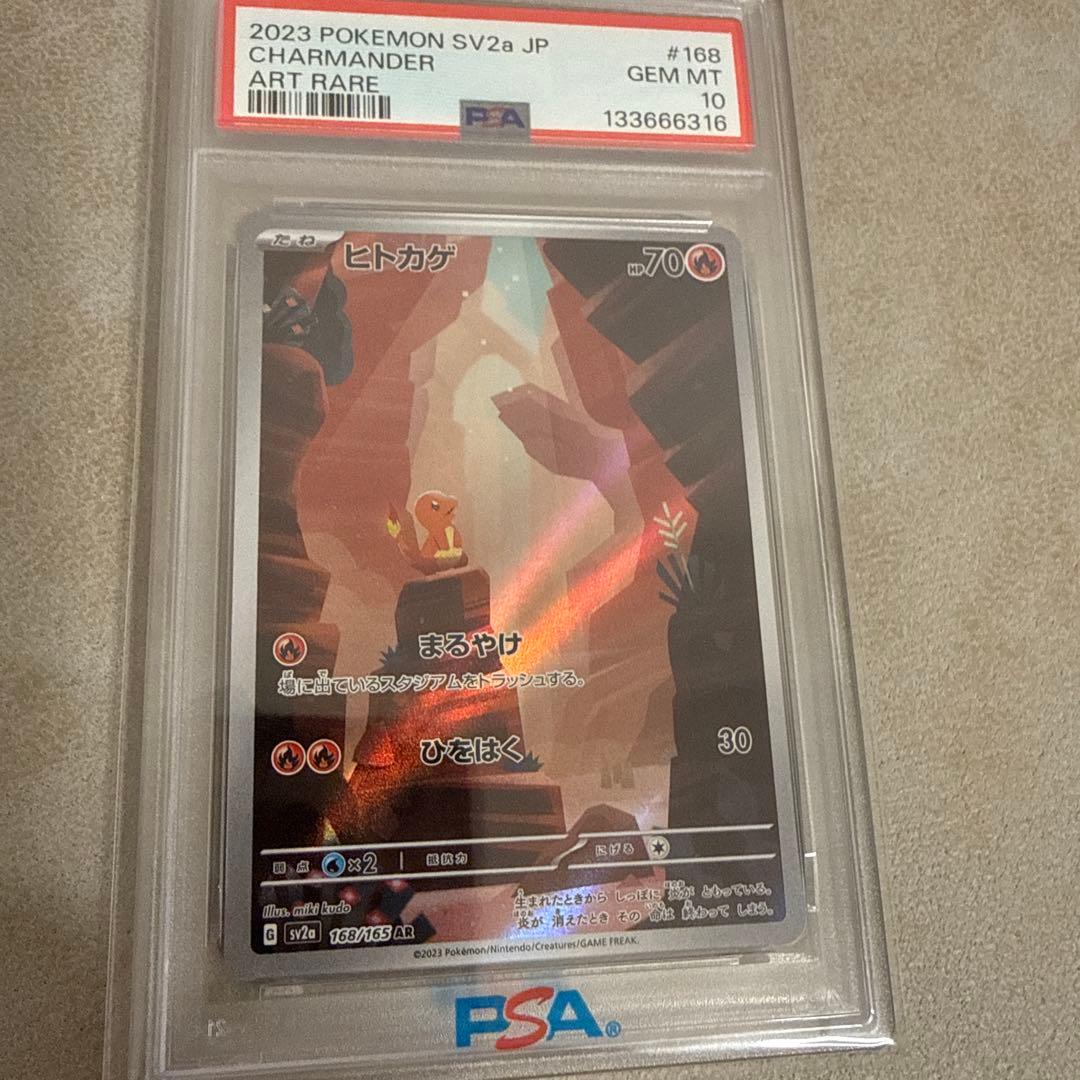 2023 POKEMON SV2a JP #168
CHARMANDER GEM MT
ART RARE 10
133666316
PSA
たね ヒトカゲ HP70
まるやけ
場に出ているスタジアムをトラッシュする。
ひをはく 30
弱点 ×2 抵抗力 にげる
生まれたときから しっぽに 炎が ともっている。
炎が 消えたとき その 命は 終わって しまう。
Illus. miki kudo
G sv2a 168/165 AR
©2023 Pokémon/Nintendo/Creatures/GAME FREAK.
PSA®